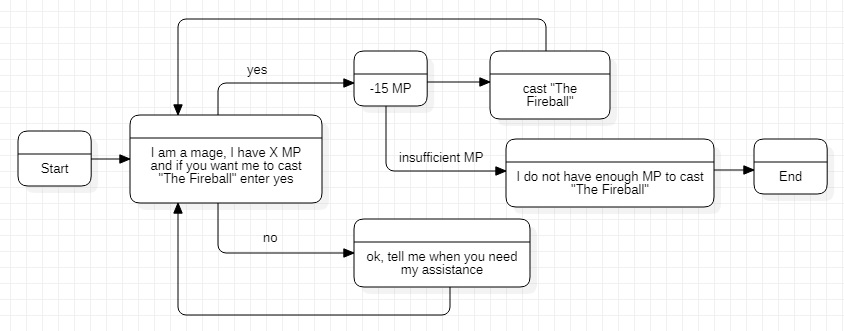 yes
-15 MP
cast "The
Fireball"
Start
I am a mage, I have X MP
and if you want me to cast
"The Fireball" enter yes
insufficient MP
I do not have enough MP to cast
"The Fireball"
End
no
ok, tell me when you need
my assistance